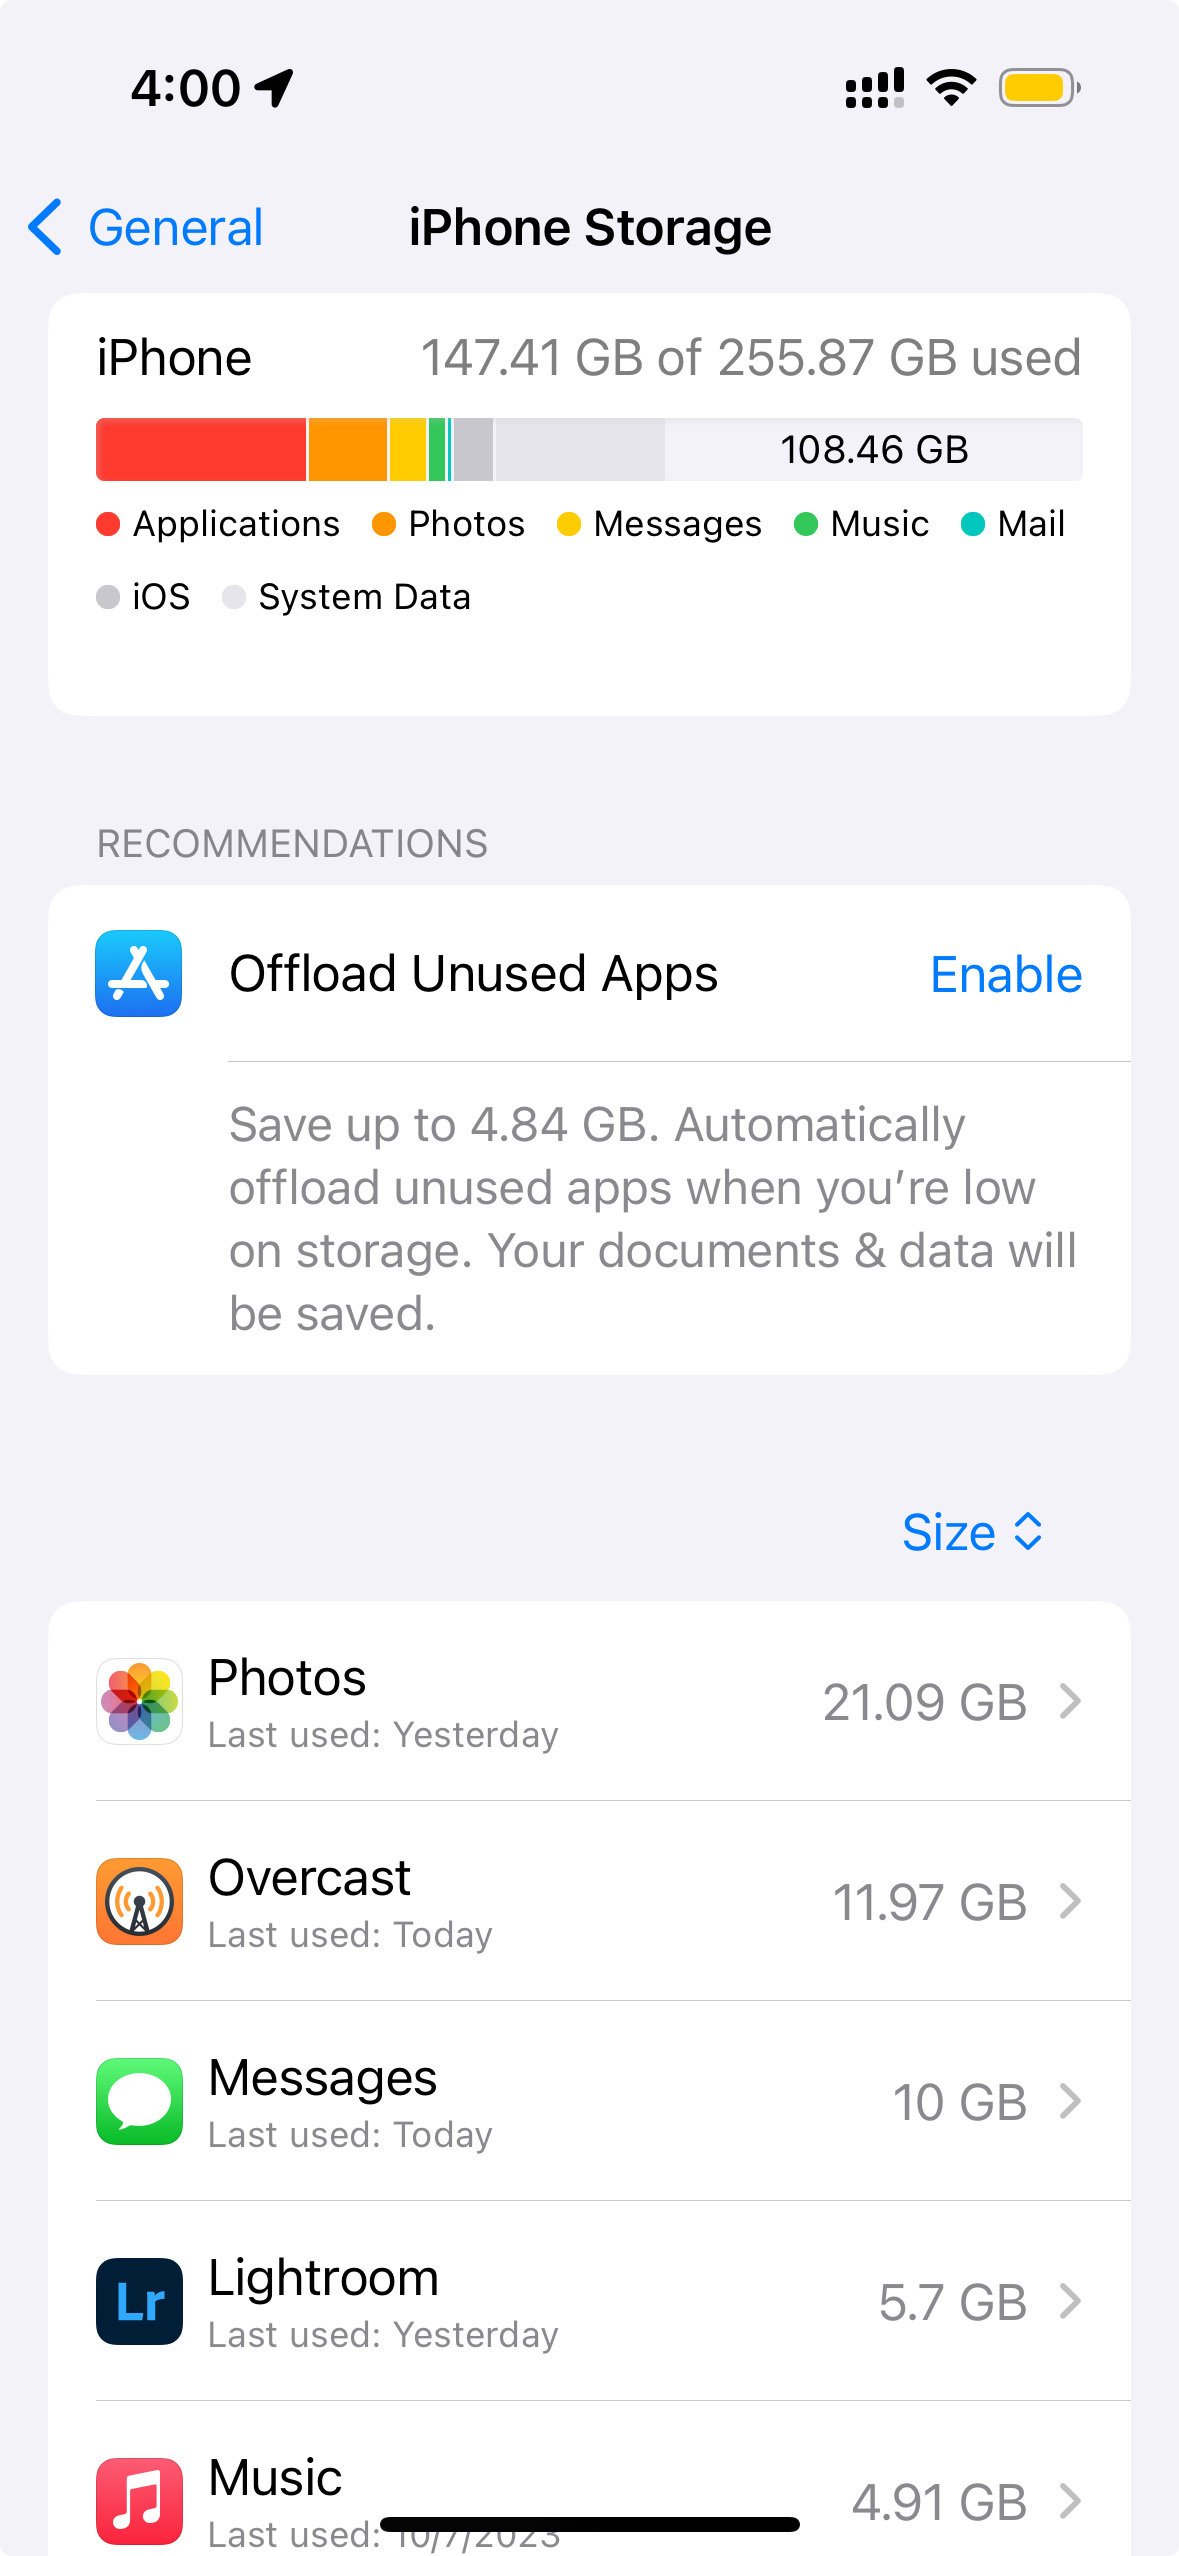 4:00
General
iPhone Storage
iPhone
147.41 GB of 255.87 GB used
108.46 GB
Applications
Photos
Messages
Music
Mail
iOS
System Data
RECOMMENDATIONS
Offload Unused Apps
Enable
Save up to 4.84 GB. Automatically
offload unused apps when you’re low
on storage. Your documents & data will
be saved.
Size
Photos
21.09 GB
Last used: Yesterday
Overcast
11.97 GB
Last used: Today
Messages
10 GB
Last used: Today
Lr
Lightroom
5.7 GB
Last used: Yesterday
Music
4.91 GB
Last used: 10/7/2023